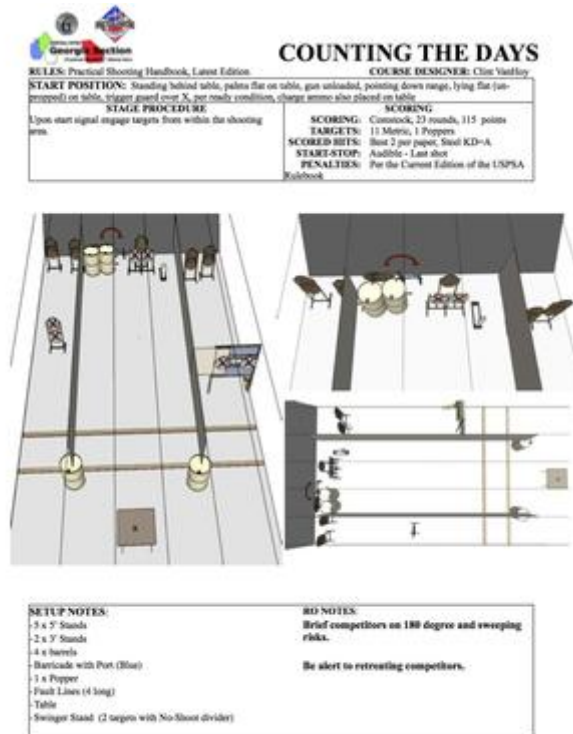 Georgia Section
COUNTING THE DAYS
RULES: Practical Shooting Handbook, Latest Edition
COURSE DESIGNER: Clint VanHoy
START POSITION: Standing behind table, palms flat on table, gun unloaded, pointing down range, lying flat (un-
propped) on table, trigger guard over X, per ready condition, charge ammo also placed on table
STAGE PROCEDURE
Upon start signal engage targets from within the shooting
area.
SCORING
SCORING: Comstock, 23 rounds, 115 points
TARGETS: 11 Metric, 1 Poppers
SCORED HITS: Best 2 per paper, Steel KD=A
START-STOP: Audible - Last shot
PENALTIES: Per the Current Edition of the USPSA
Rulebook
X
SETUP NOTES:
-5 x 5' Stands
-2 x 3' Stands
-4 x barrels
-Barricade with Port (Blue)
-1 x Popper
-Fault Lines (4 long)
-Table
-Swinger Stand (2 targets with No-Shoot divider)
RO NOTES:
Brief competitors on 180 degree and sweeping
risks.
Be alert to retreating competitors.